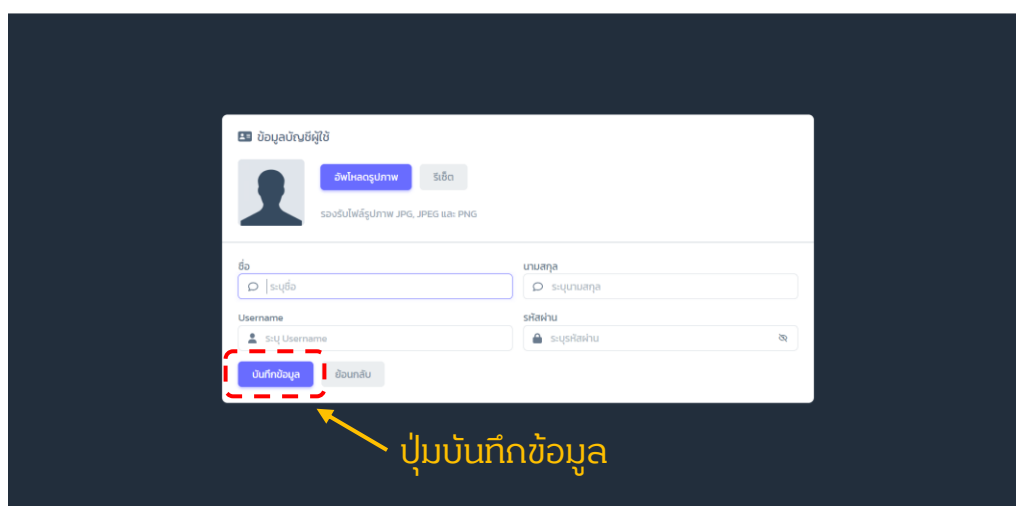 ข้อมูลบัญชีผู้ใช้
อัพโหลดรูปภาพ รีเซ็ต
รองรับไฟล์รูปภาพ JPG, JPEG และ PNG
ชื่อ นามสกุล
ระบุชื่อ ระบุนามสกุล
Username รหัสผ่าน
ระบุ Username ระบุรหัสผ่าน
บันทึกข้อมูล ย้อนกลับ
ปุ่มบันทึกข้อมูล